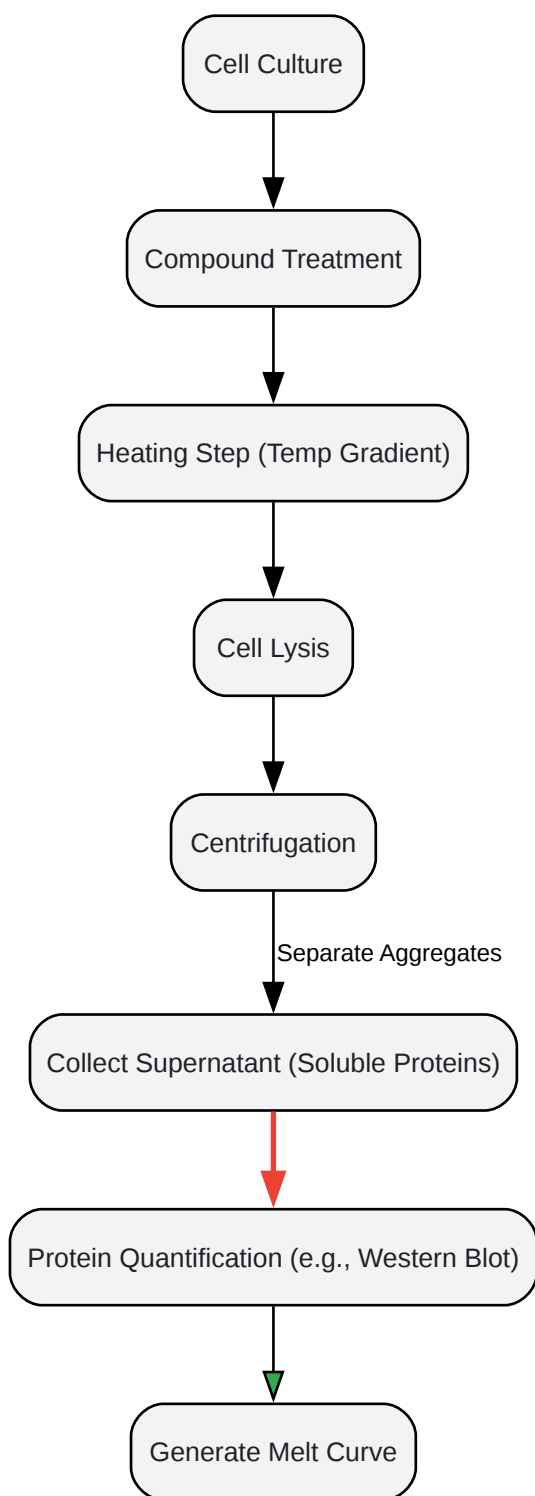 Cell Culture
Compound Treatment
Heating Step (Temp Gradient)
Cell Lysis
Centrifugation
Separate Aggregates
Collect Supernatant (Soluble Proteins)
Protein Quantification (e.g., Western Blot)
Generate Melt Curve